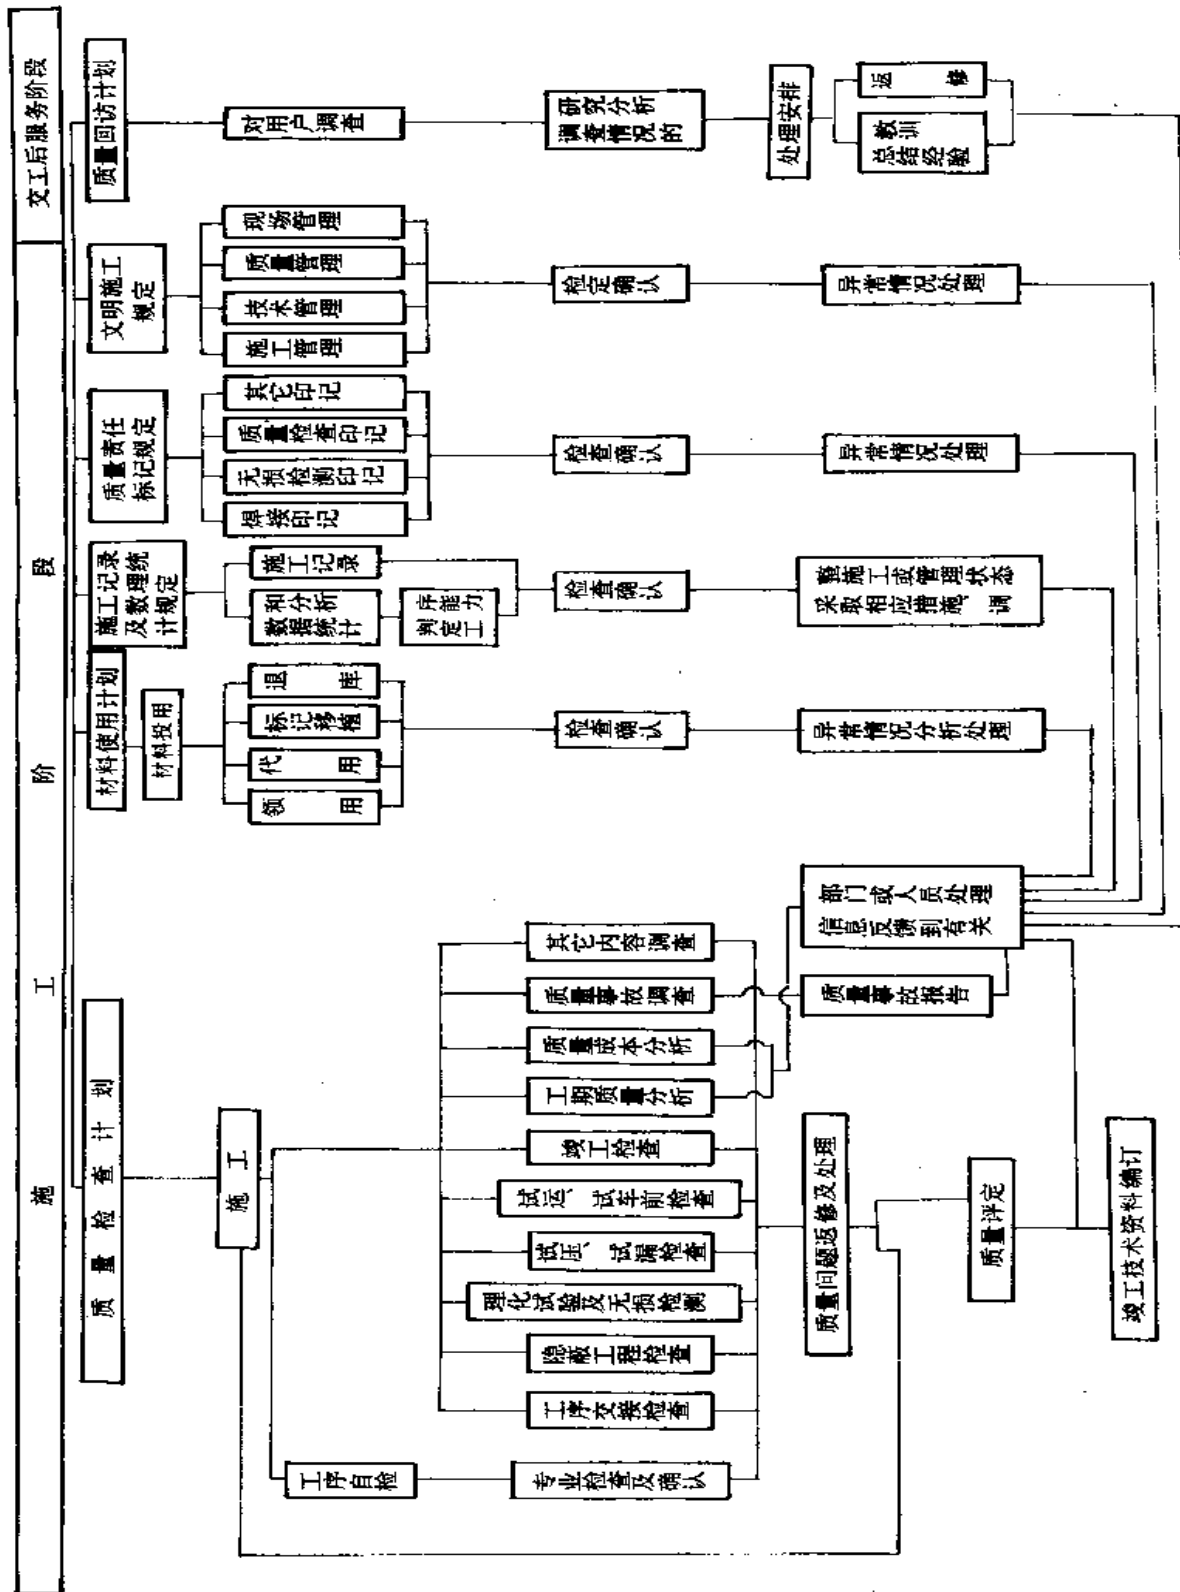 施工阶段
交工后服务阶段
质量检查计划
材料使用计划
施工记录
及数理统
计规定
质量责任
标记规定
文明施工
规定
质量回访计划
施工
材料投用
工序自检
领用
代用
标记移植
退库
数据统计
和分析
施工记录
判定工
序能力
焊接印记
无损检测印记
质量检查印记
其它印记
施工管理
技术管理
质量管理
现场管理
对用户调查
专业检查及确认
工序交接检查
隐蔽工程检查
理化试验及无损检测
试压、试漏检查
试运、试车前检查
竣工检查
工期质量分析
质量成本分析
质量事故调查
其它内容调查
检查确认
检查确认
检查确认
检定确认
调查情况的
研究分析
质量问题返修及处理
质量事故报告
信息反馈到有关
部门或人员处理
异常情况分析处理
采取相应措施、调
整施工或管理状态
异常情况处理
异常情况处理
处理安排
总结经验
教训
返修
质量评定
竣工技术资料编订